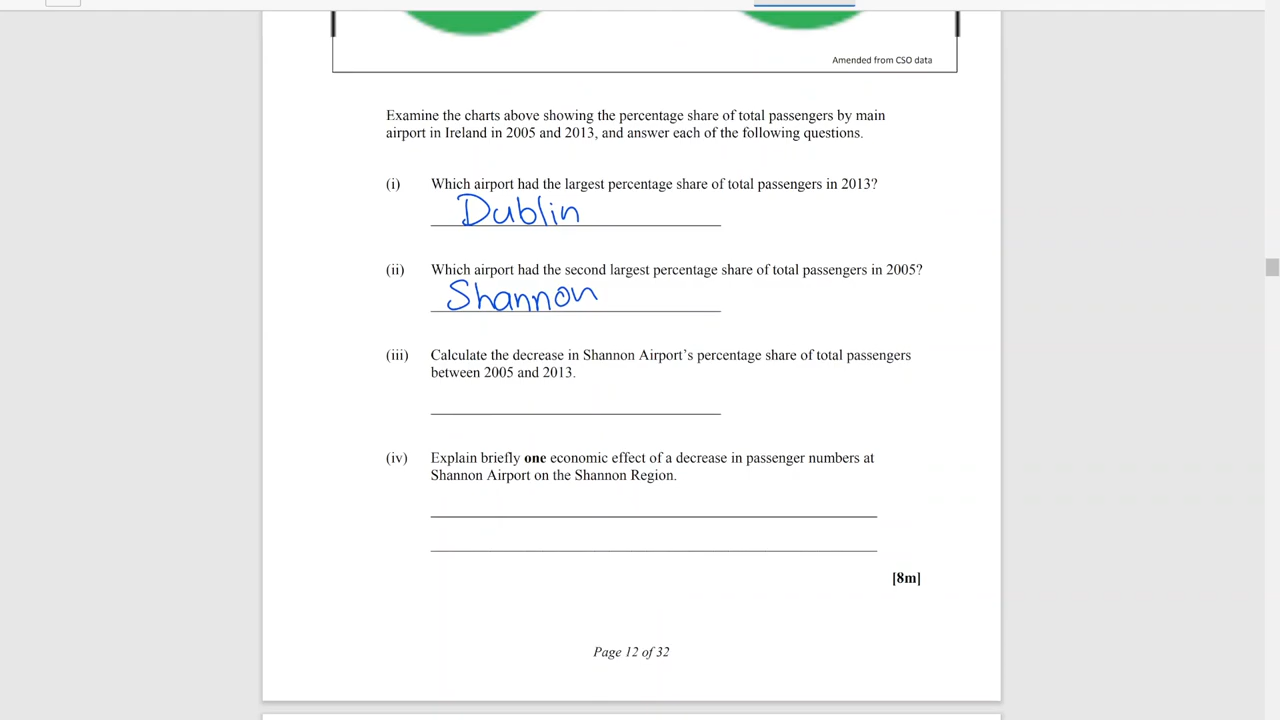 Amended from CSO data
Examine the charts above showing the percentage share of total passengers by main
airport in Ireland in 2005 and 2013, and answer each of the following questions.
(i) Which airport had the largest percentage share of total passengers in 2013?
Dublin
(ii) Which airport had the second largest percentage share of total passengers in 2005?
Shannon
(iii) Calculate the decrease in Shannon Airport's percentage share of total passengers
between 2005 and 2013.
(iv) Explain briefly one economic effect of a decrease in passenger numbers at
Shannon Airport on the Shannon Region.
[8m]
Page 12 of 32